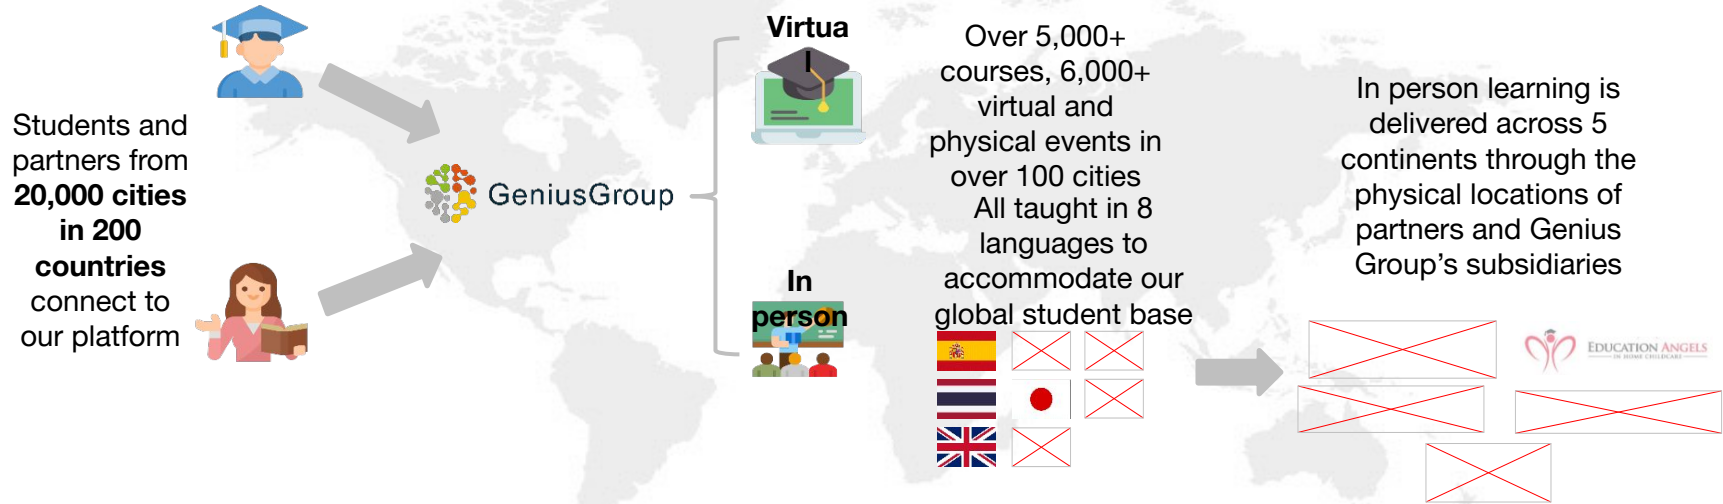 Students and
partners from
20,000 cities
in 200
countries
connect to
our platform
GeniusGroup
Virtua
l
In
person
Over 5,000+
courses, 6,000+
virtual and
physical events in
over 100 cities
All taught in 8
languages to
accommodate our
global student base
In person learning is
delivered across 5
continents through the
physical locations of
partners and Genius
Group’s subsidiaries
EDUCATION ANGELS
IN HOME CHILDCARE